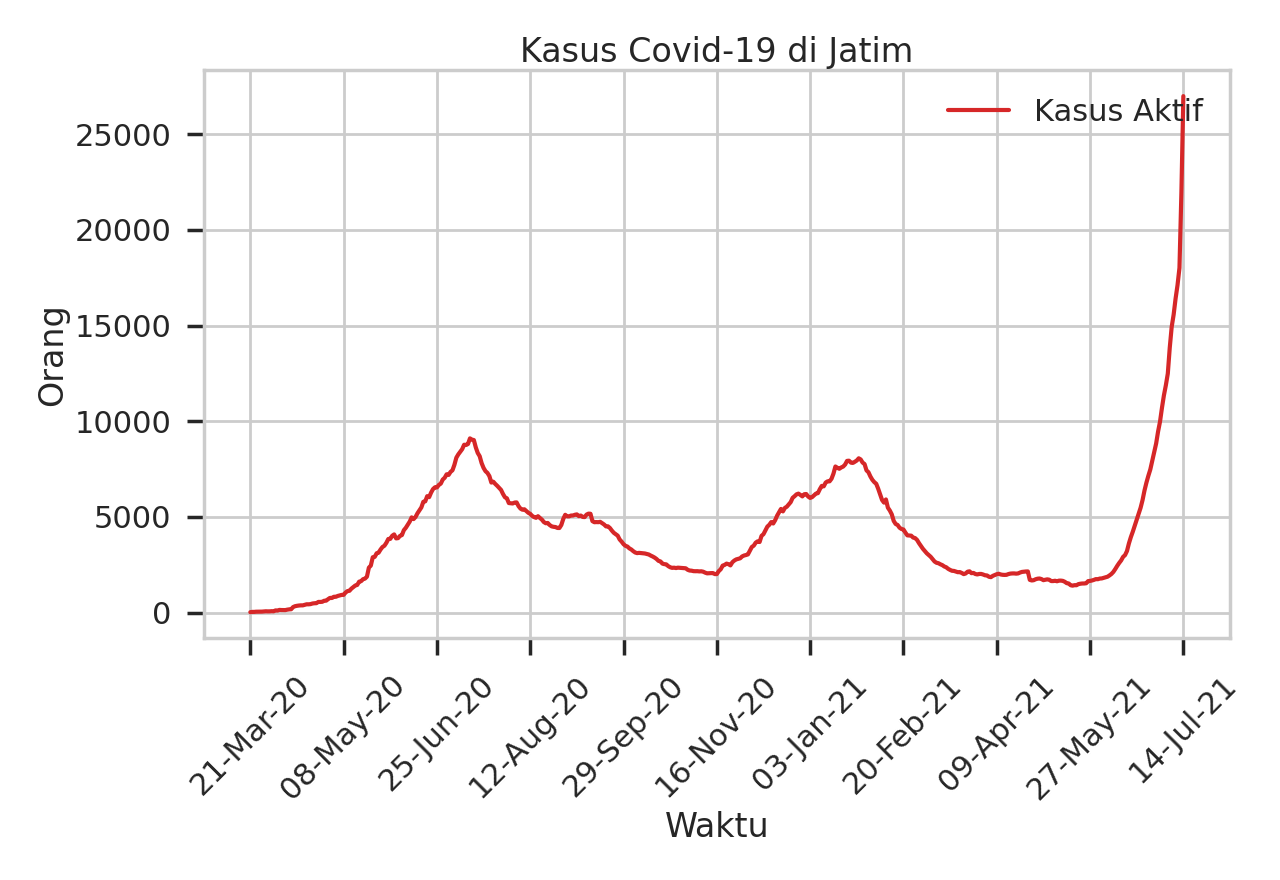 Kasus Covid-19 di Jatim
Kasus Aktif
25000
20000
15000
10000
5000
0
Orang
21-Mar-20
08-May-20
25-Jun-20
12-Aug-20
29-Sep-20
16-Nov-20
03-Jan-21
20-Feb-21
09-Apr-21
27-May-21
14-Jul-21
Waktu